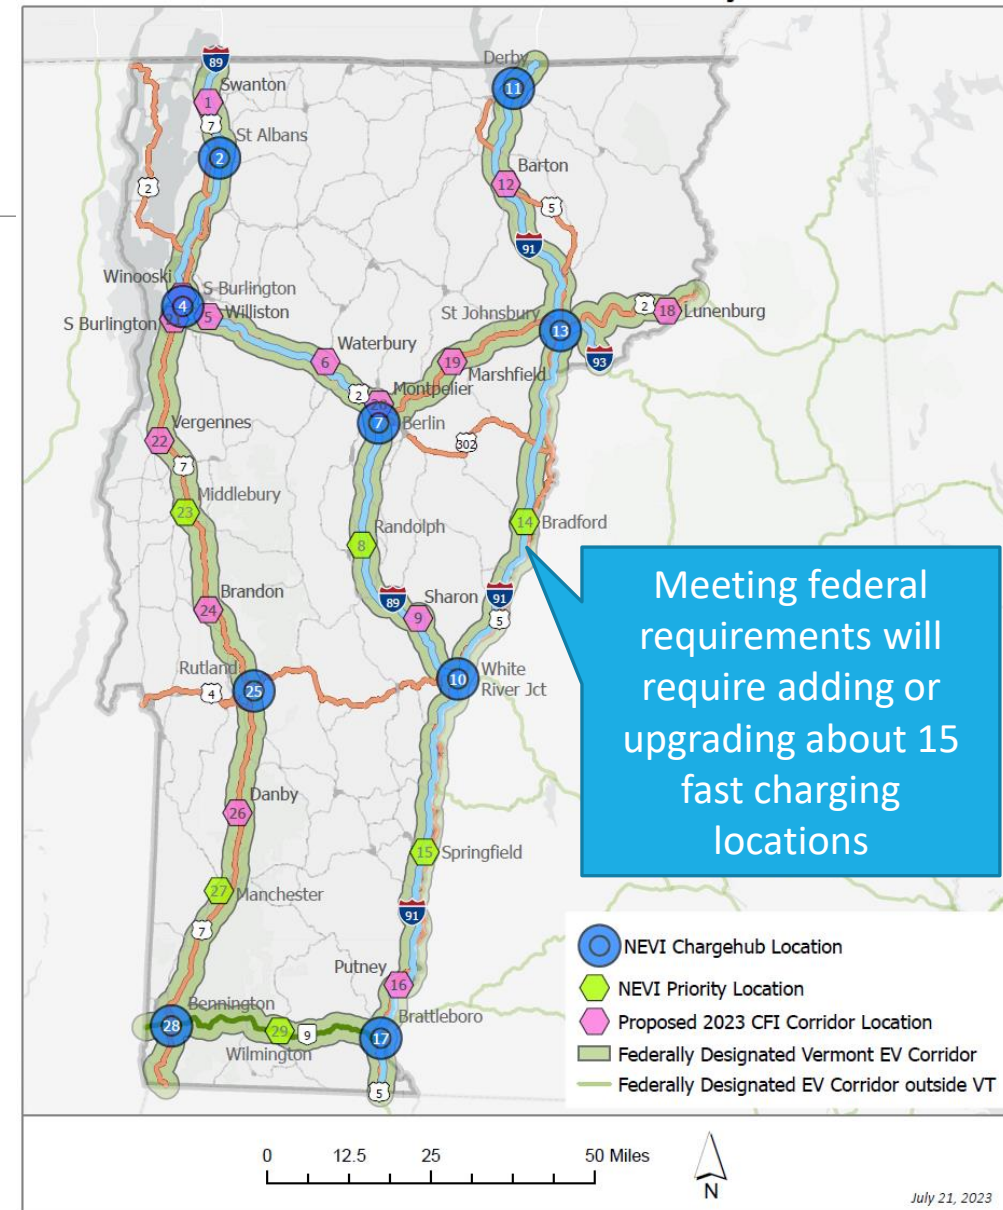 89
Derby
11
Swanton
1
7
St Albans
2
2
Barton
12
5
91
Winooski
S Burlington
4
5
Williston
S Burlington
St Johnsbury
2
18
Lunenburg
13
93
Waterbury
6
19
Marshfield
2
Montpelier
20
7
Berlin
302
Vergennes
22
7
Middlebury
23
14
Bradford
Randolph
8
Brandon
24
89
Sharon
91
9
5
Rutland
4
25
10
White
River Jct
Meeting federal
requirements will
require adding or
upgrading about 15
fast charging
locations
Danby
26
15
Springfield
27
Manchester
91
7
Putney
16
Bennington
28
29
9
Wilmington
Brattleboro
17
5
NEVI Chargehub Location
NEVI Priority Location
Proposed 2023 CFI Corridor Location
Federally Designated Vermont EV Corridor
Federally Designated EV Corridor outside VT
0 12.5 25 50 Miles
N
July 21, 2023